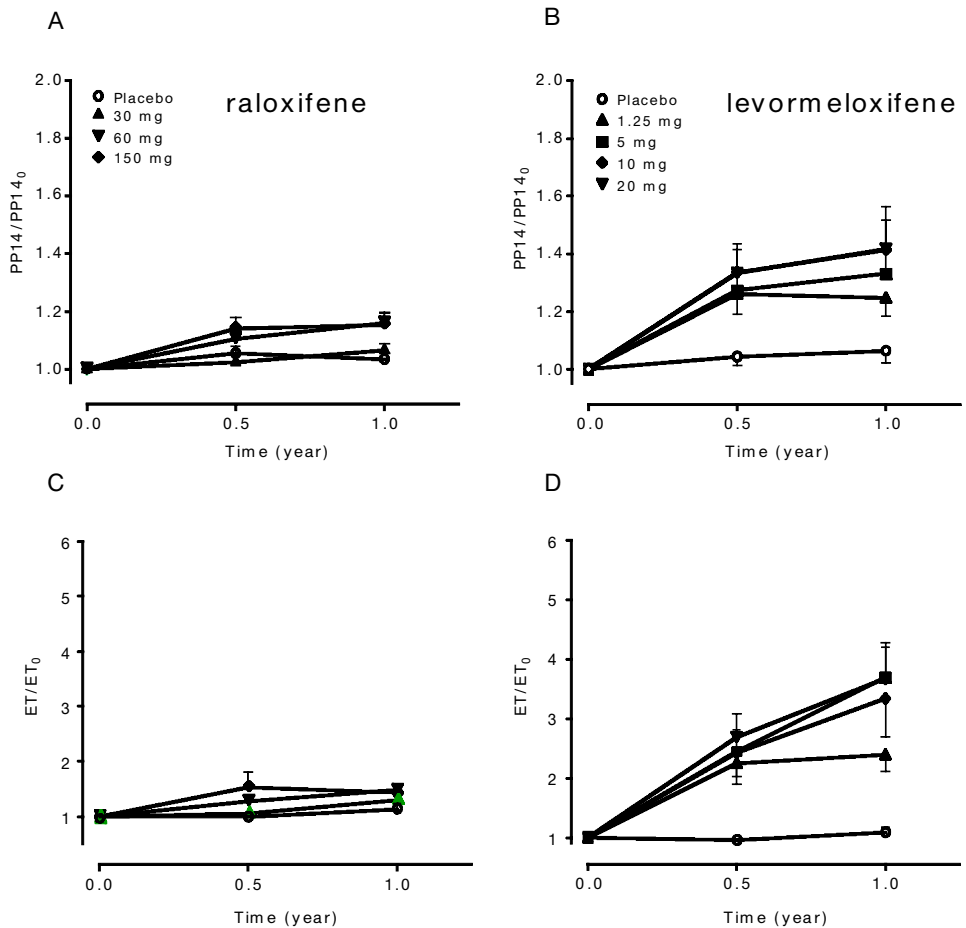 A
raloxifene
Placebo
30 mg
60 mg
150 mg
PP14/PP14₀
2.0
1.8
1.6
1.4
1.2
1.0
0.0 0.5 1.0
Time (year)
B
levormeloxifene
Placebo
1.25 mg
5 mg
10 mg
20 mg
PP14/PP14₀
2.0
1.8
1.6
1.4
1.2
1.0
0.0 0.5 1.0
Time (year)
C
ET/ET₀
6
5
4
3
2
1
0.0 0.5 1.0
Time (year)
D
ET/ET₀
6
5
4
3
2
1
0.0 0.5 1.0
Time (year)